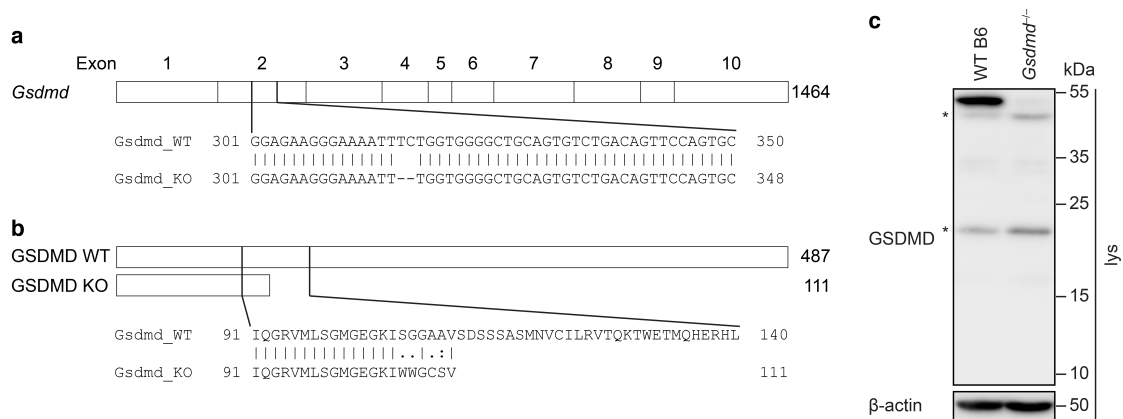 a
Exon 1 2 3 4 5 6 7 8 9 10
Gsdmd 1464
Gsdmd_WT 301 GGAGAAGGGAAAATTTCTGGTGGGGCTGCAGTGTCTGACAGTTCCAGTGC 350
||||||||||||||| |||||||||||||||||||||||||||||||||
Gsdmd_KO 301 GGAGAAGGGAAAATT--TGGTGGGGCTGCAGTGTCTGACAGTTCCAGTGC 348
b
GSDMD WT 487
GSDMD KO 111
Gsdmd_WT 91 IQGRVMLSGMGEGKISGGAAVSDSSSASMNVCILRVTQKTWETMQHERHL 140
|||||||||||||||..|.:|
Gsdmd_KO 91 IQGRVMLSGMGEGKIWWGCSV 111
c
WT B6 Gsdmd–/–
kDa
55
*
35
25
GSDMD *
15
10
β-actin 50
lys